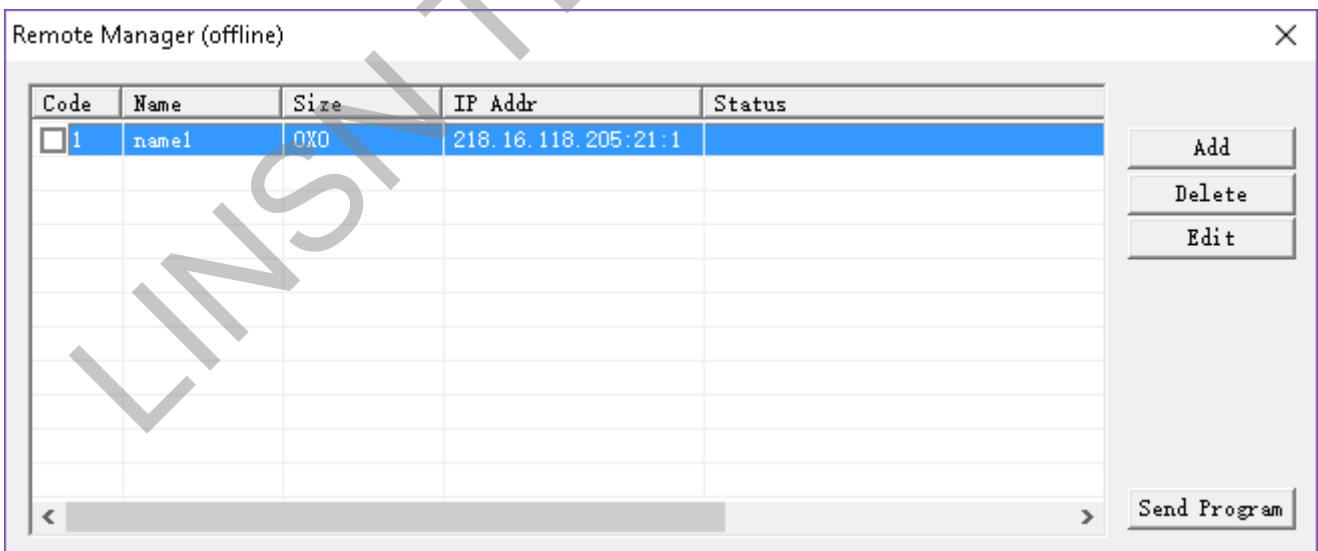 Remote Manager (offline)
Code Name Size IP Addr Status
1 name1 0X0 218.16.118.205:21:1
Add
Delete
Edit
Send Program
LINSN